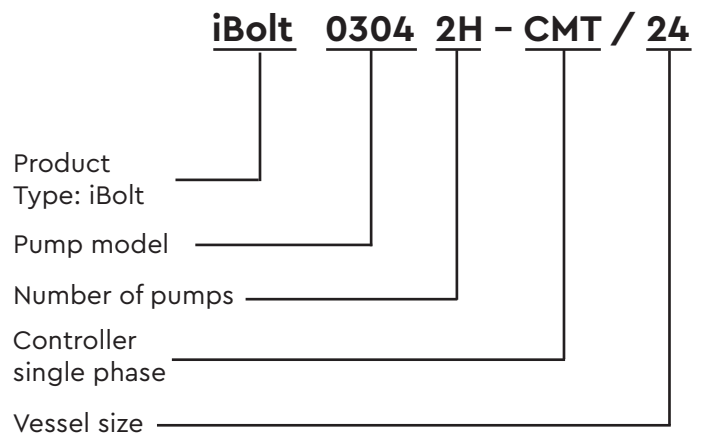 iBolt 0304 2H – CMT / 24
Product
Type: iBolt
Pump model
Number of pumps
Controller
single phase
Vessel size